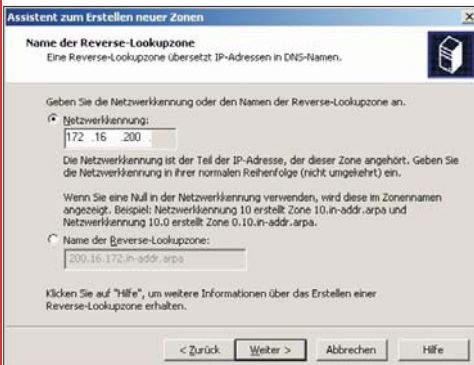 Assistent zum Erstellen neuer Zonen
Name der Reverse-Lookupzone
Eine Reverse-Lookupzone übersetzt IP-Adressen in DNS-Namen.
Geben Sie die Netzwerkkennung oder den Namen der Reverse-Lookupzone an.
Netzwerkkennung:
172 .16 .200 .
Die Netzwerkkennung ist der Teil der IP-Adresse, der dieser Zone angehört. Geben Sie
die Netzwerkkennung in ihrer normalen Reihenfolge (nicht umgekehrt) ein.
Wenn Sie eine Null in der Netzwerkkennung verwenden, wird diese im Zonennamen
angezeigt. Beispiel: Netzwerkkennung 10 erstellt Zone 10.in-addr.arpa und
Netzwerkkennung 10.0 erstellt Zone 0.10.in-addr.arpa.
Name der Reverse-Lookupzone:
200.16.172.in-addr.arpa
Klicken Sie auf "Hilfe", um weitere Informationen über das Erstellen einer
Reverse-Lookupzone erhalten.
< Zurück Weiter > Abbrechen Hilfe